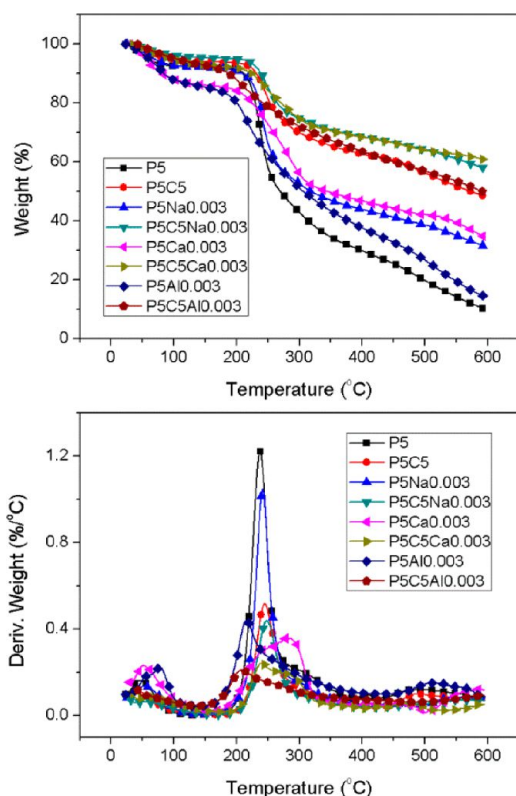 100
80
60
40
20
0
Weight (%)
P5
P5C5
P5Na0.003
P5C5Na0.003
P5Ca0.003
P5C5Ca0.003
P5Al0.003
P5C5Al0.003
0 100 200 300 400 500 600
Temperature (°C)
1.2
0.8
0.4
0.0
Deriv. Weight (%/°C)
P5
P5C5
P5Na0.003
P5C5Na0.003
P5Ca0.003
P5C5Ca0.003
P5Al0.003
P5C5Al0.003
0 100 200 300 400 500 600
Temperature (°C)